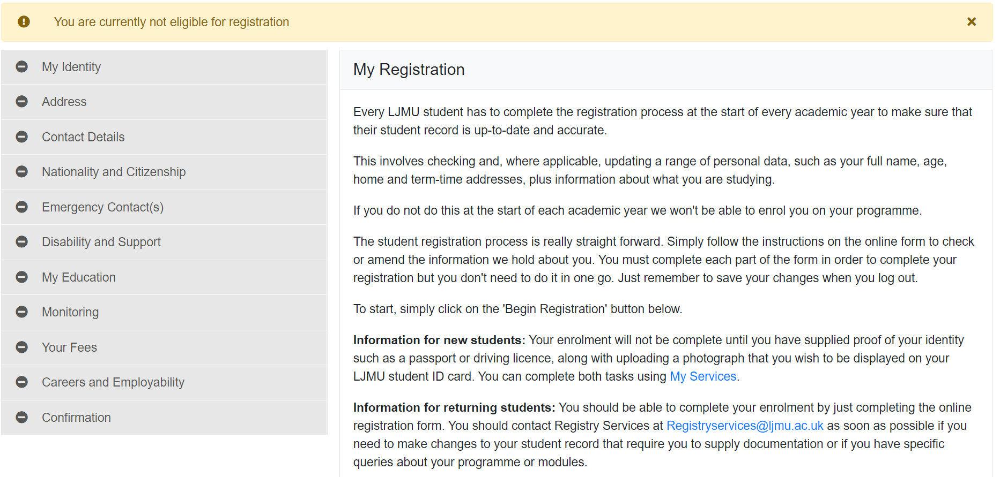 You are currently not eligible for registration
My Identity
Address
Contact Details
Nationality and Citizenship
Emergency Contact(s)
Disability and Support
My Education
Monitoring
Your Fees
Careers and Employability
Confirmation
My Registration
Every LJMU student has to complete the registration process at the start of every academic year to make sure that
their student record is up-to-date and accurate.
This involves checking and, where applicable, updating a range of personal data, such as your full name, age,
home and term-time addresses, plus information about what you are studying.
If you do not do this at the start of each academic year we won't be able to enrol you on your programme.
The student registration process is really straight forward. Simply follow the instructions on the online form to check
or amend the information we hold about you. You must complete each part of the form in order to complete your
registration but you don't need to do it in one go. Just remember to save your changes when you log out.
To start, simply click on the 'Begin Registration' button below.
Information for new students: Your enrolment will not be complete until you have supplied proof of your identity
such as a passport or driving licence, along with uploading a photograph that you wish to be displayed on your
LJMU student ID card. You can complete both tasks using My Services.
Information for returning students: You should be able to complete your enrolment by just completing the online
registration form. You should contact Registry Services at Registryservices@ljmu.ac.uk as soon as possible if you
need to make changes to your student record that require you to supply documentation or if you have specific
queries about your programme or modules.